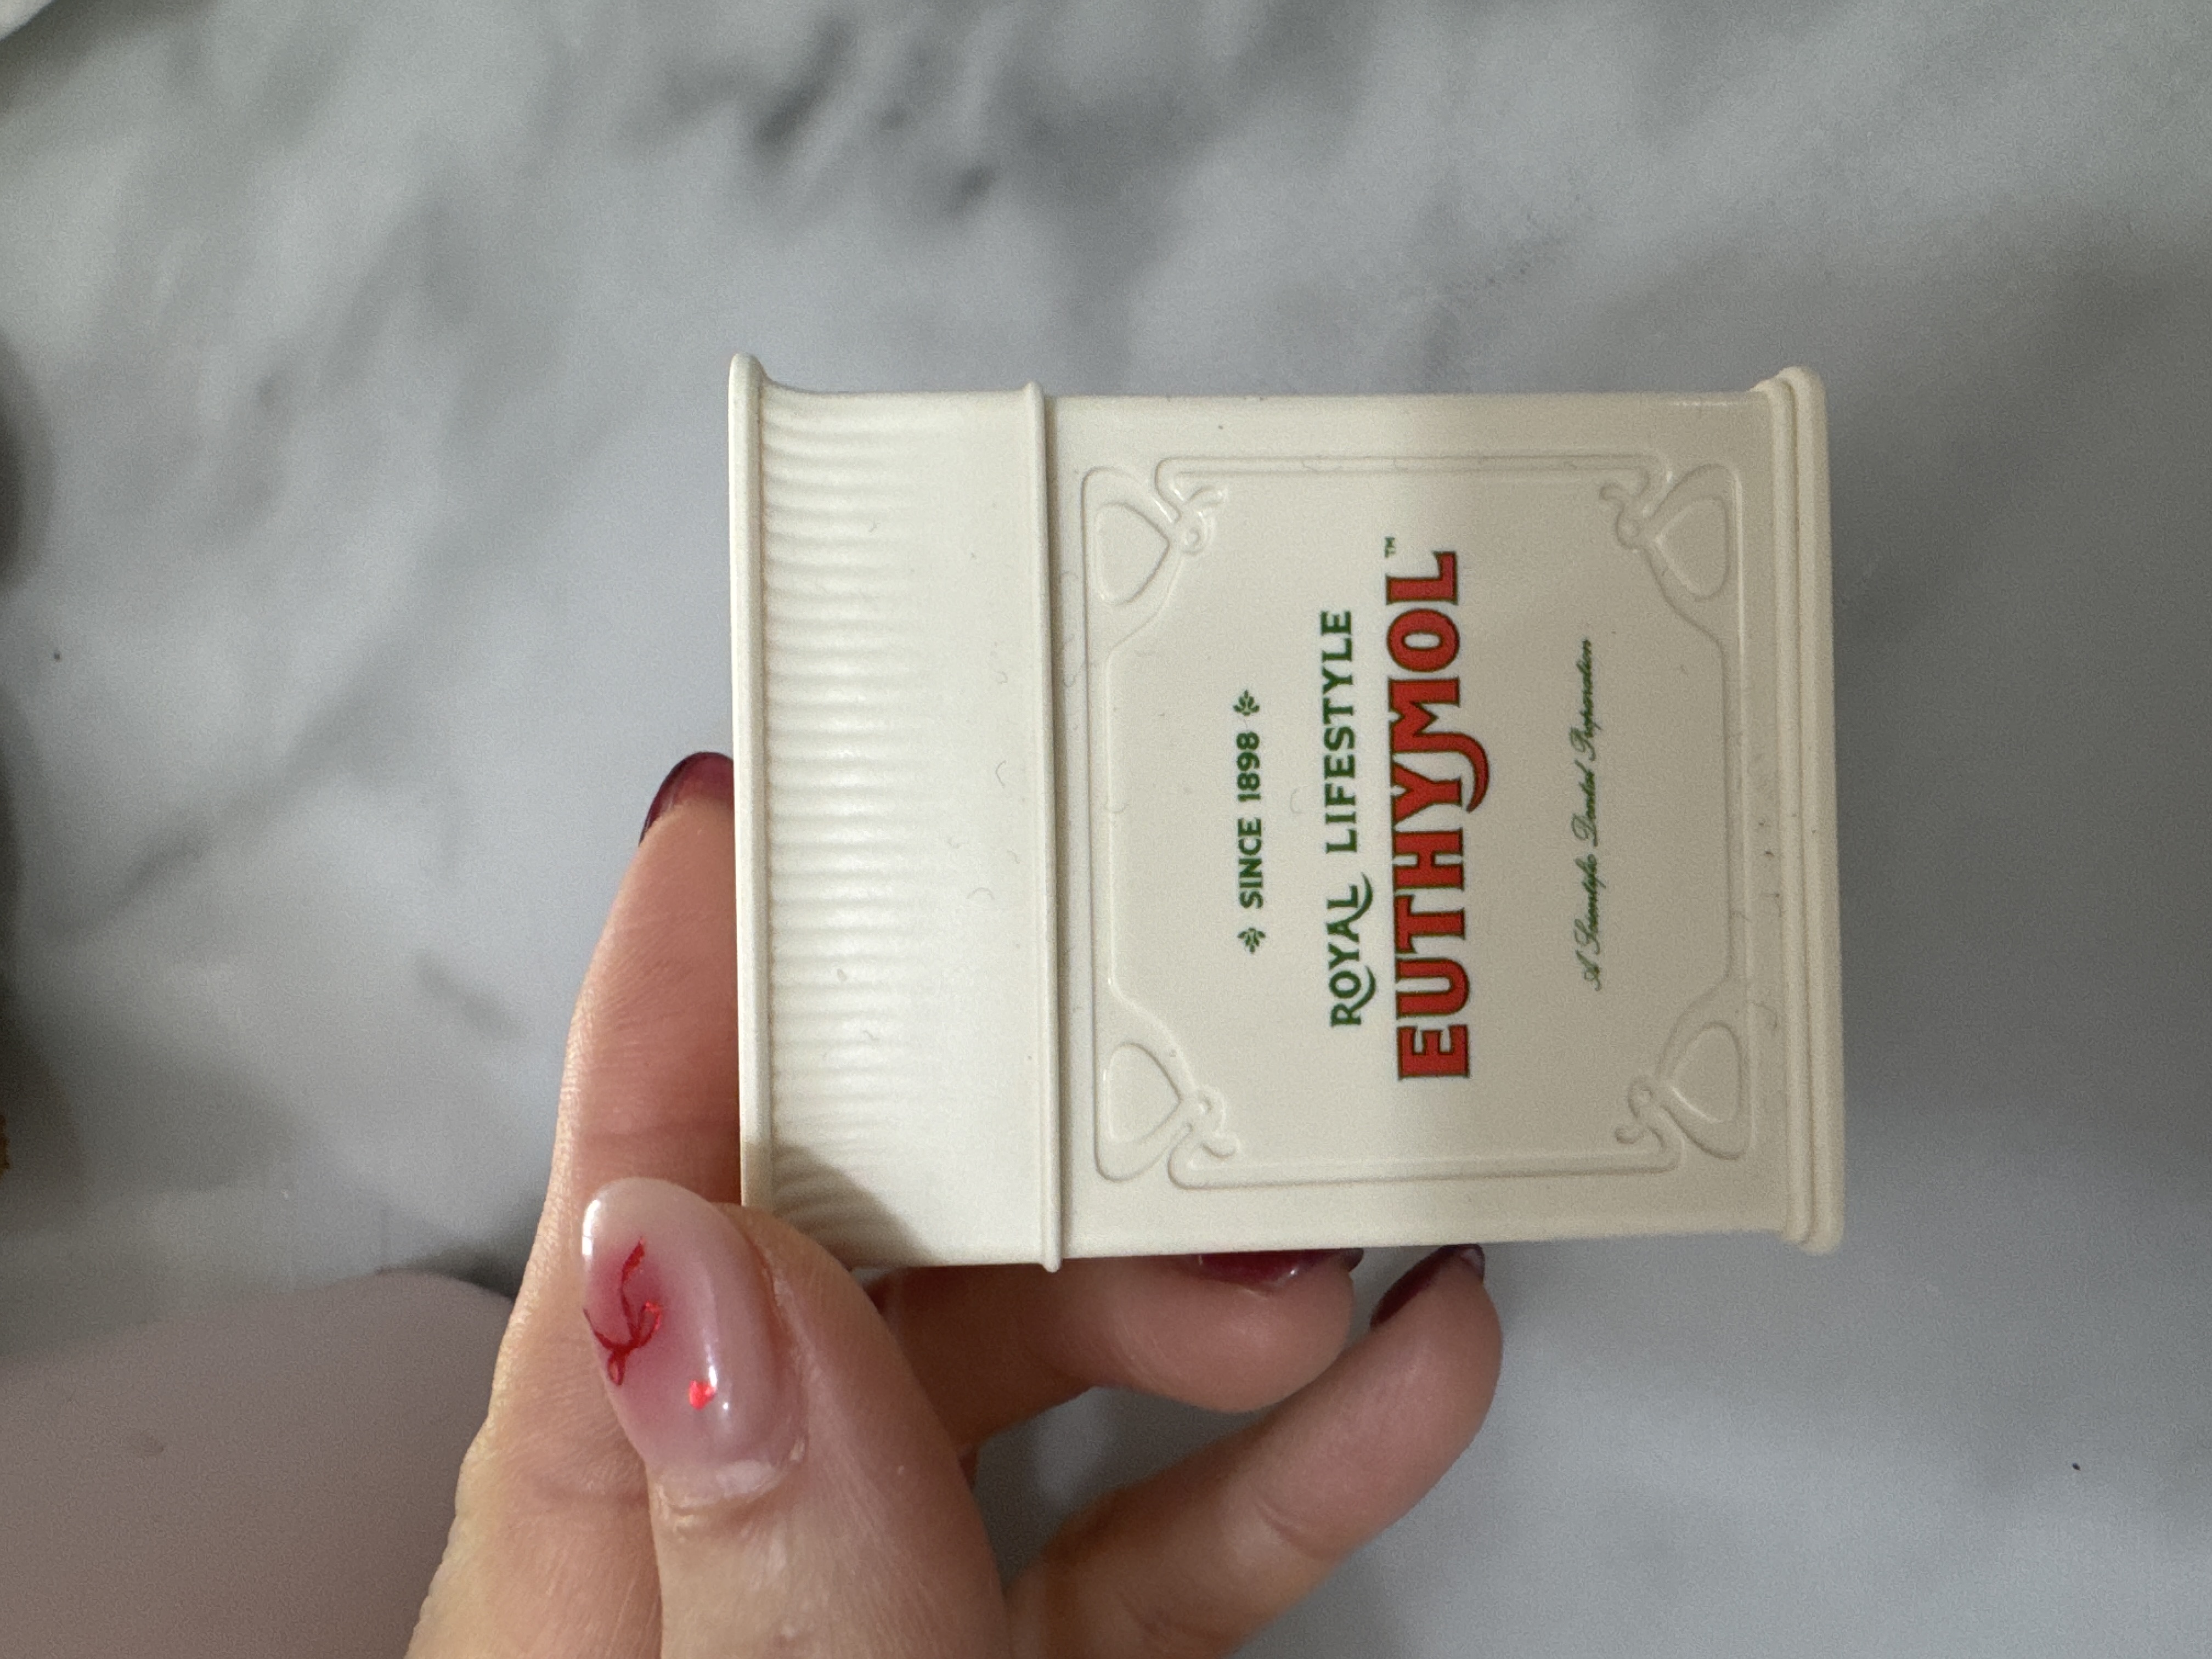 SINCE 1898
ROYAL LIFESTYLE
EUTHYMOL™
A Scientific Dental Preparation